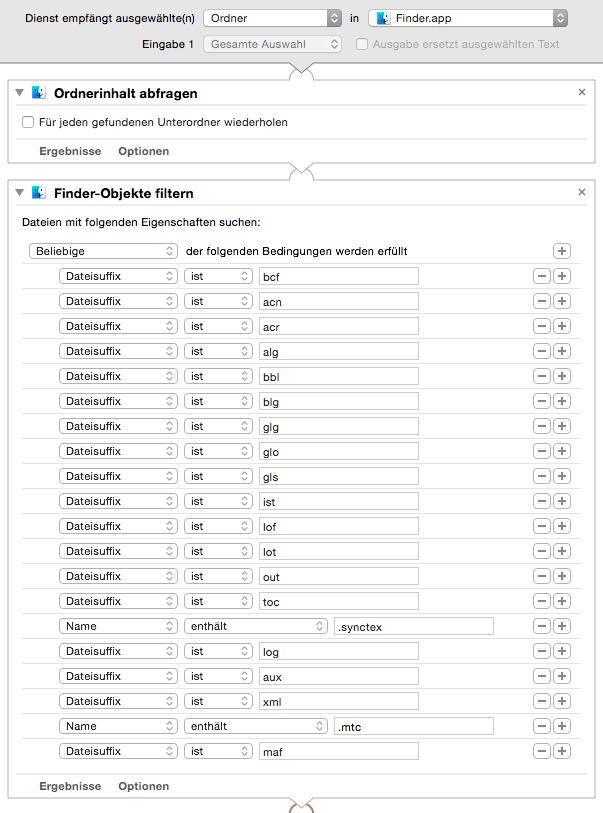 Dienst empfängt ausgewählte(n) Ordner in Finder.app
Eingabe 1 Gesamte Auswahl Ausgabe ersetzt ausgewählten Text
Ordnerinhalt abfragen
Für jeden gefundenen Unterordner wiederholen
Ergebnisse Optionen
Finder-Objekte filtern
Dateien mit folgenden Eigenschaften suchen:
Beliebige der folgenden Bedingungen werden erfüllt
Dateisuffix ist bcf
Dateisuffix ist acn
Dateisuffix ist acr
Dateisuffix ist alg
Dateisuffix ist bbl
Dateisuffix ist blg
Dateisuffix ist glg
Dateisuffix ist glo
Dateisuffix ist gls
Dateisuffix ist ist
Dateisuffix ist lof
Dateisuffix ist lot
Dateisuffix ist out
Dateisuffix ist toc
Name enthält .synctex
Dateisuffix ist log
Dateisuffix ist aux
Dateisuffix ist xml
Name enthält .mtc
Dateisuffix ist maf
Ergebnisse Optionen